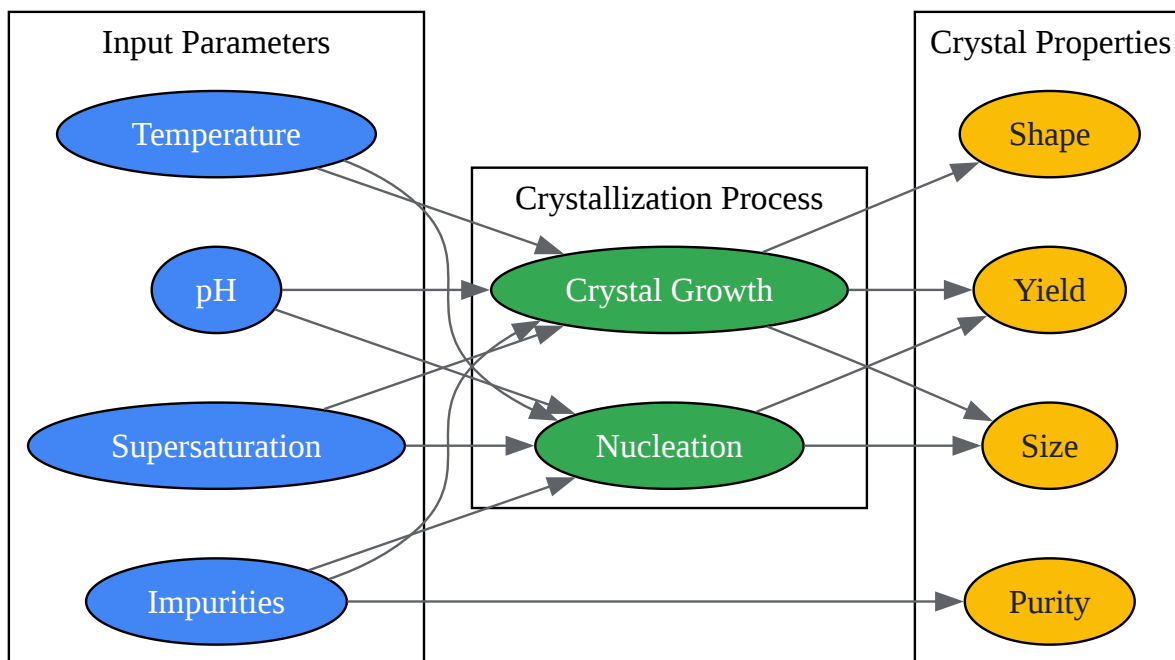 Input Parameters
Temperature
pH
Supersaturation
Impurities
Crystallization Process
Crystal Growth
Nucleation
Crystal Properties
Shape
Yield
Size
Purity